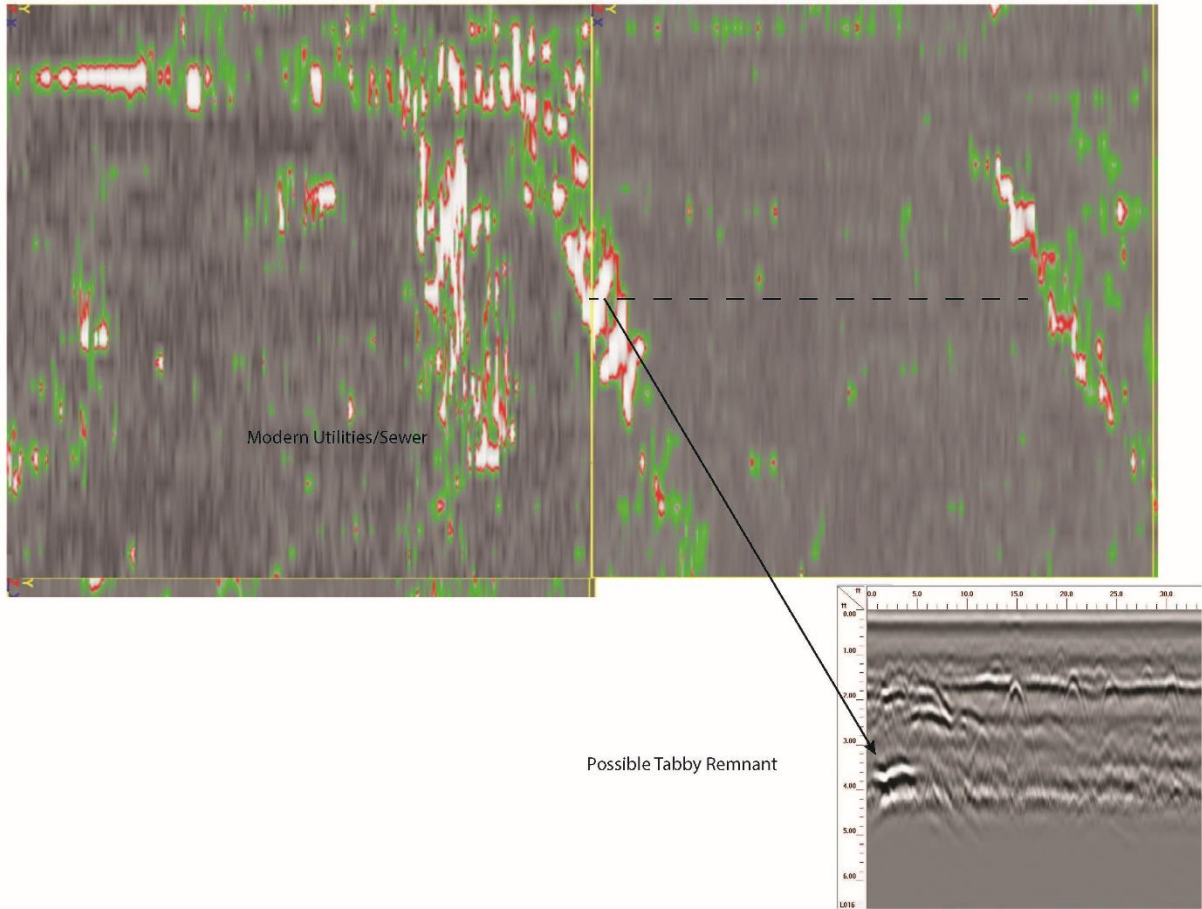 Y
X
Y
X
Modern Utilities/Sewer
Y
Y
Possible Tabby Remnant
ft 0.0 5.0 10.0 15.0 20.0 25.0 30.0
ft
0.00
1.00
2.00
3.00
4.00
5.00
6.00
L016